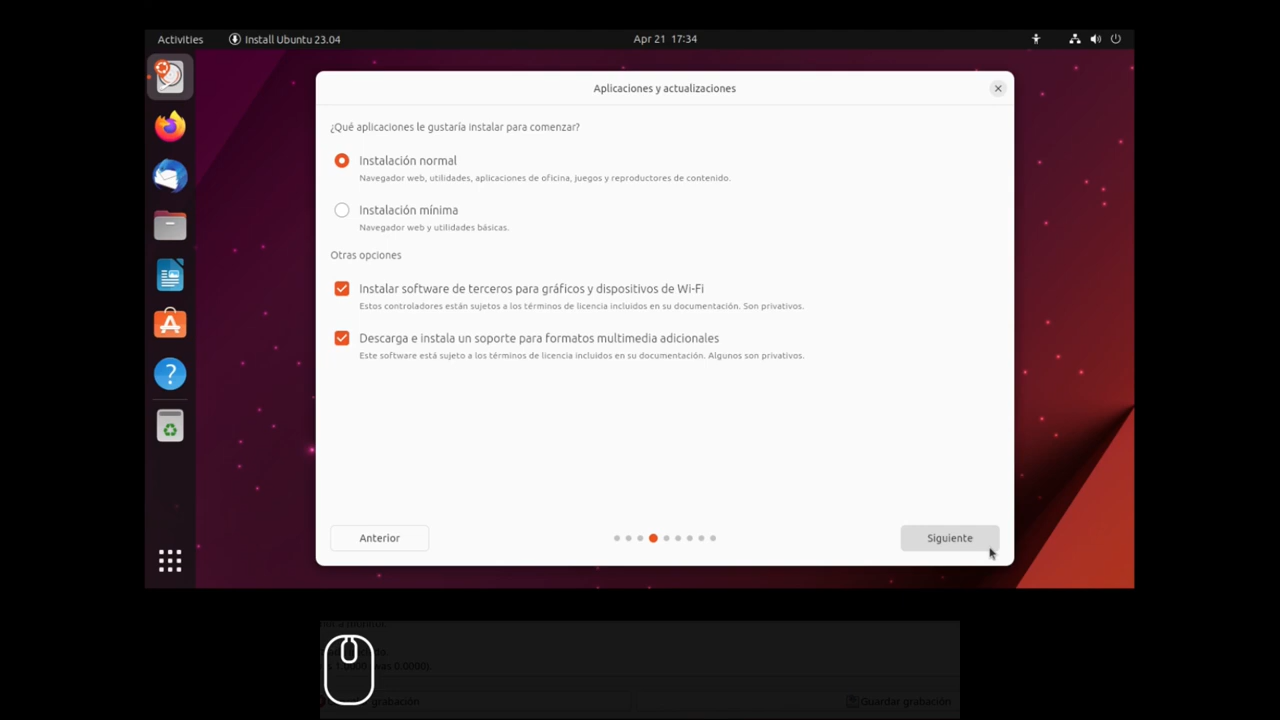 Activities
Install Ubuntu 23.04
Apr 21 17:34
Aplicaciones y actualizaciones
¿Qué aplicaciones le gustaría instalar para comenzar?
Instalación normal
Navegador web, utilidades, aplicaciones de oficina, juegos y reproductores de contenido.
Instalación mínima
Navegador web y utilidades básicas.
Otras opciones
Instalar software de terceros para gráficos y dispositivos de Wi-Fi
Estos controladores están sujetos a los términos de licencia incluidos en su documentación. Son privativos.
Descarga e instala un soporte para formatos multimedia adicionales
Este software está sujeto a los términos de licencia incluidos en su documentación. Algunos son privativos.
Anterior
Siguiente
(was 0.0000).
grabación
Guardar grabación